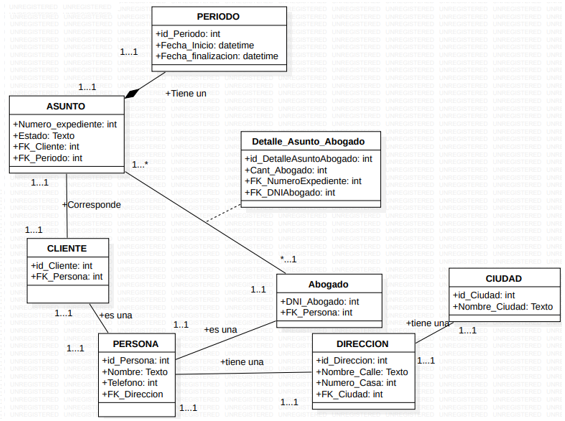 PERIODO
+id_Periodo: int
+Fecha_Inicio: datetime
+Fecha_finalizacion: datetime
1...1
1...1
+Tiene un
ASUNTO
+Numero_expediente: int
+Estado: Texto
+FK_Cliente: int
+FK_Periodo: int
Detalle_Asunto_Abogado
+id_DetalleAsuntoAbogado: int
+Cant_Abogado: int
+FK_NumeroExpediente: int
+FK_DNIAbogado: int
1...*
1...1
+Corresponde
1...1
*...1
CLIENTE
+id_Cliente: int
+FK_Persona: int
1..1
Abogado
+DNI_Abogado: int
+FK_Persona: int
CIUDAD
+id_Ciudad: int
+Nombre_Ciudad: Texto
1...1
+es una
1...1
+es una
+tiene una
1...1
1...1
PERSONA
+id_Persona: int
+Nombre: Texto
+Telefono: int
+FK_Direccion
+tiene una
DIRECCION
+id_Direccion: int
+Nombre_Calle: Texto
+Numero_Casa: int
+FK_Ciudad: int
1...1
1...1
1...1